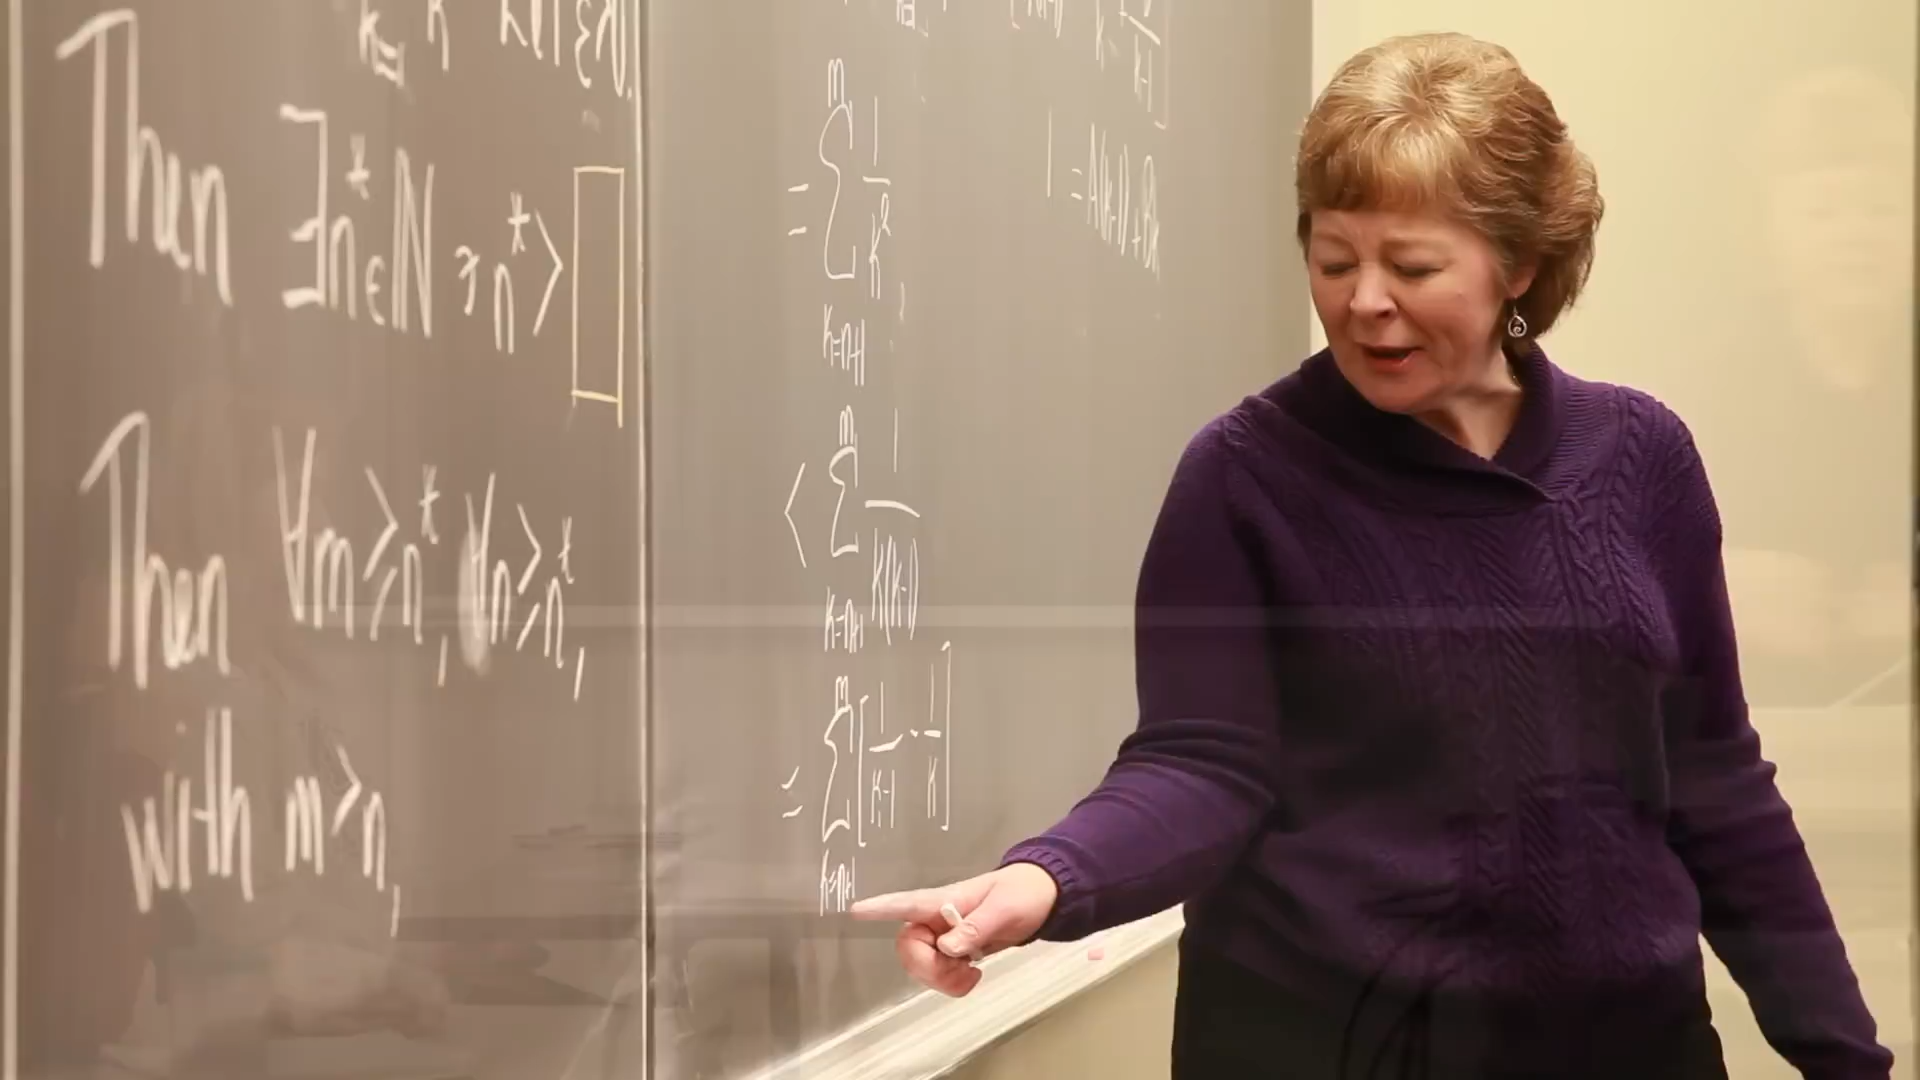 Then ∃n*∈ℕ ∋ n* >
Then ∀m≥n*, ∀n≥n*,
with m>n,
= m ∑ k=n+1 1/k²,
< m ∑ k=n+1 1/k(k-1)
= m ∑ k=n+1 [1/k-1 - 1/k]
1 = A(k-1)+Bk